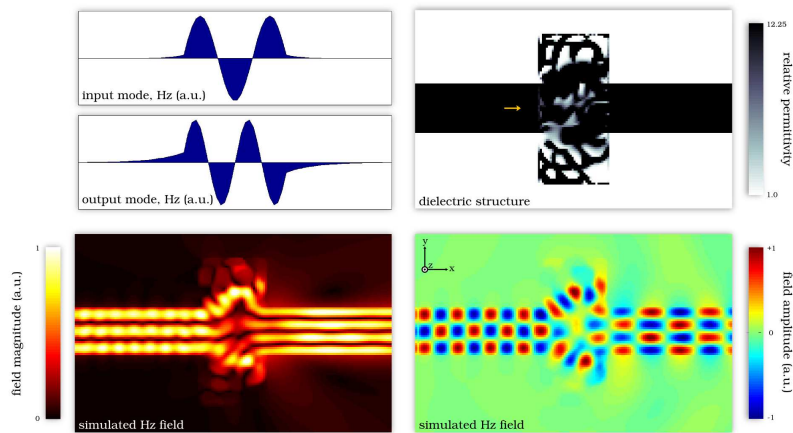 input mode, Hz (a.u.)
output mode, Hz (a.u.)
dielectric structure
12.25
relative permittivity
1.0
field magnitude (a.u.)
1
0
simulated Hz field
y
z
x
simulated Hz field
+1
0
-1
field amplitude (a.u.)